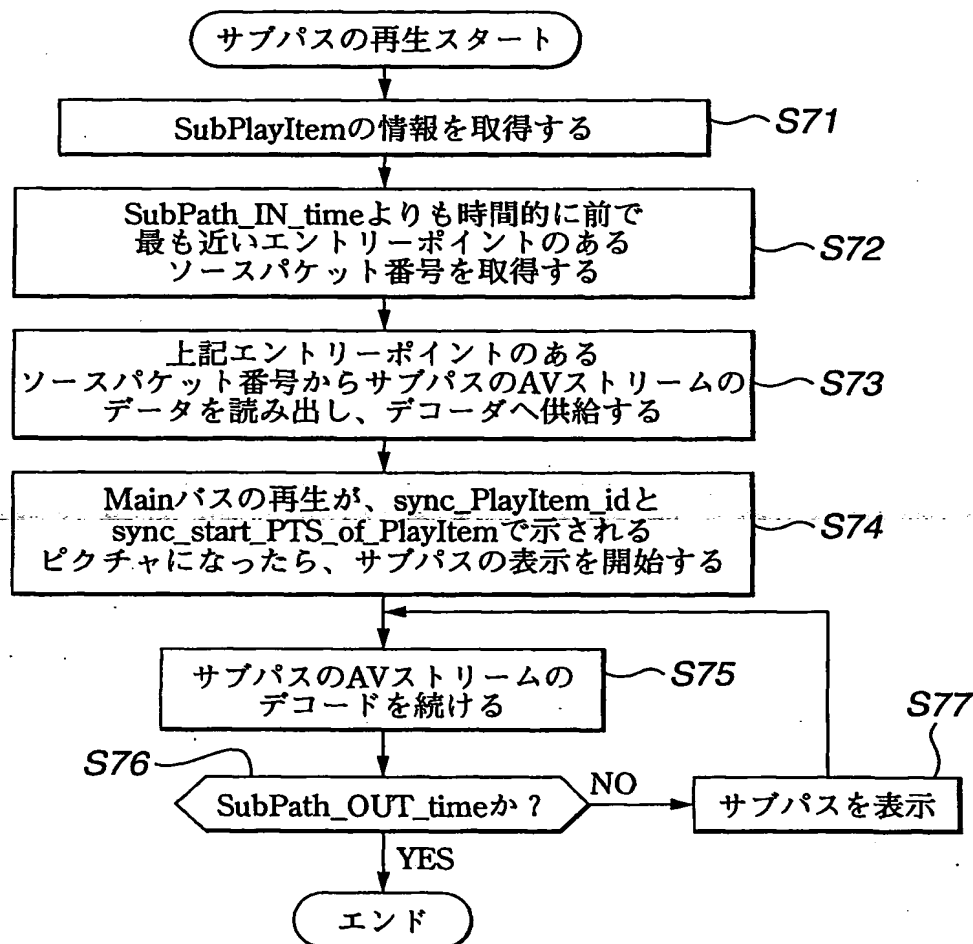 サブパスの再生スタート
SubPlayItemの情報を取得する
S71
SubPath_IN_timeよりも時間的に前で
最も近いエントリーポイントのある
ソースパケット番号を取得する
S72
上記エントリーポイントのある
ソースパケット番号からサブパスのAVストリームの
データを読み出し、デコーダへ供給する
S73
Mainパスの再生が、sync_PlayItem_idと
sync_start_PTS_of_PlayItemで示される
ピクチャになったら、サブパスの表示を開始する
S74
サブパスのAVストリームの
デコードを続ける
S75
S76
SubPath_OUT_timeか?
NO
S77
サブパスを表示
YES
エンド